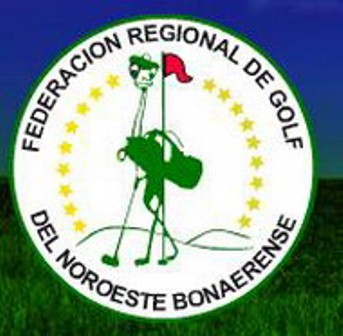 FEDERACION REGIONAL DE GOLF
DEL NOROESTE BONAERENSE